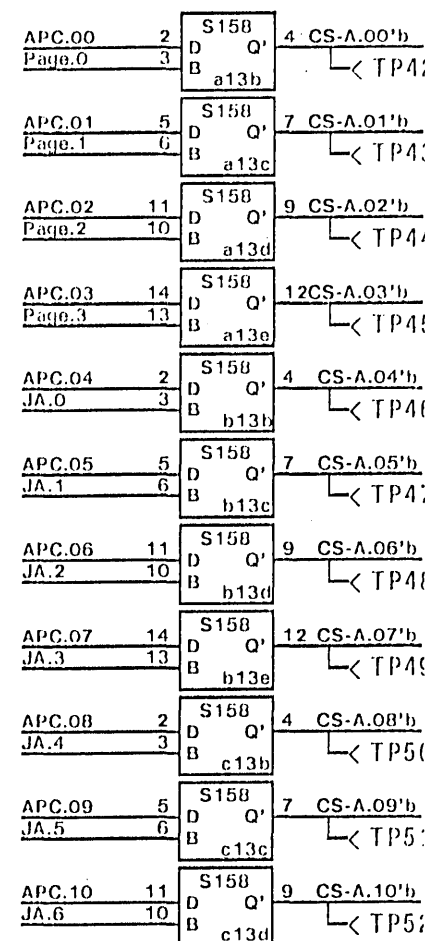 S158
APC.00 2 D Q' 4 CS-A.00'b
Page.0 3 B a13b TP42
S158
APC.01 5 D Q' 7 CS-A.01'b
Page.1 6 B a13c TP43
S158
APC.02 11 D Q' 9 CS-A.02'b
Page.2 10 B a13d TP44
S158
APC.03 14 D Q' 12 CS-A.03'b
Page.3 13 B a13e TP45
S158
APC.04 2 D Q' 4 CS-A.04'b
JA.0 3 B b13b TP46
S158
APC.05 5 D Q' 7 CS-A.05'b
JA.1 6 B b13c TP47
S158
APC.06 11 D Q' 9 CS-A.06'b
JA.2 10 B b13d TP48
S158
APC.07 14 D Q' 12 CS-A.07'b
JA.3 13 B b13e TP49
S158
APC.08 2 D Q' 4 CS-A.08'b
JA.4 3 B c13b TP50
S158
APC.09 5 D Q' 7 CS-A.09'b
JA.5 6 B c13c TP51
S158
APC.10 11 D Q' 9 CS-A.10'b
JA.6 10 B c13d TP52